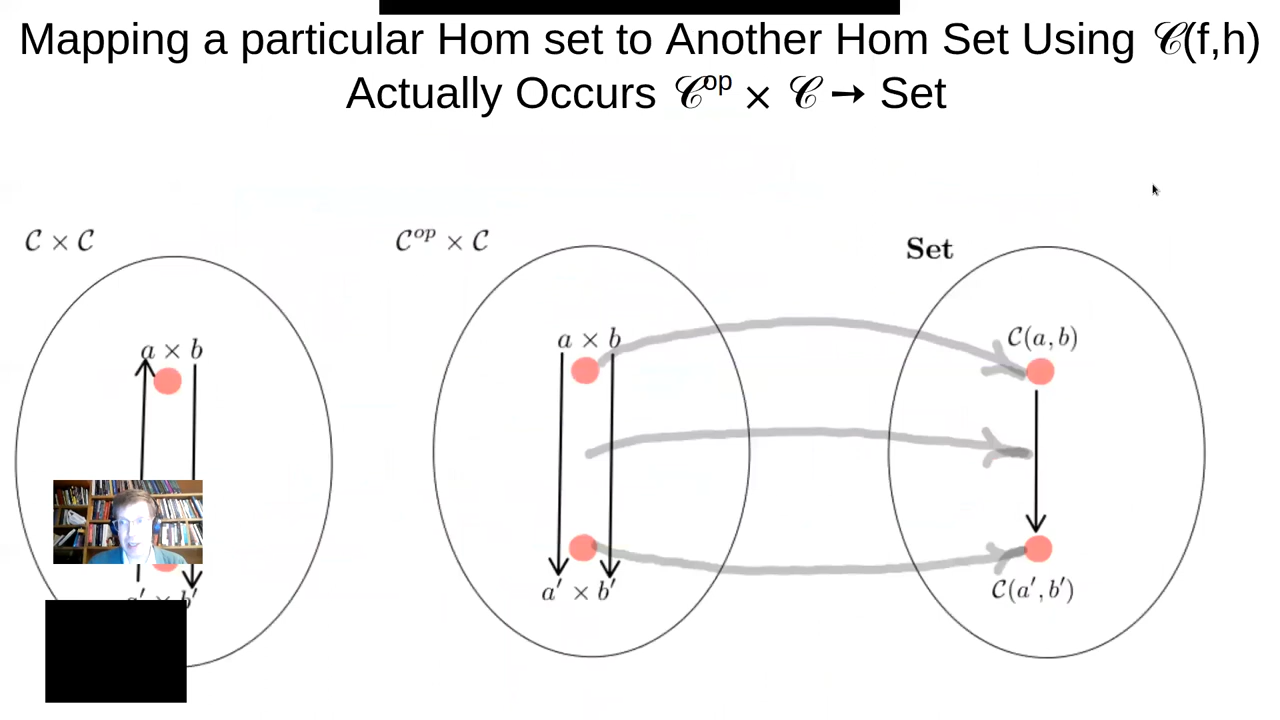 Mapping a particular Hom set to Another Hom Set Using 𝒞(f,h)
Actually Occurs 𝒞ᵒᵖ × 𝒞 → Set
C × C
Cᵒᵖ × C
Set
a × b
a × b
C(a, b)
a′ × b′
a′ × b′
C(a′, b′)